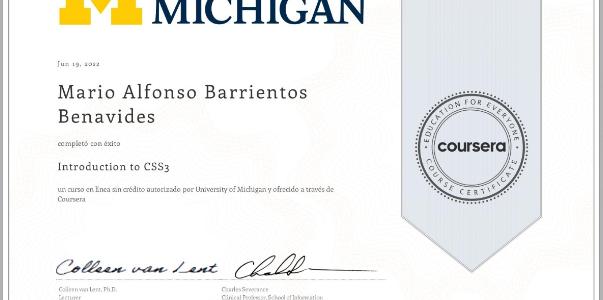 M
MICHIGAN
Jun 19, 2022
Mario Alfonso Barrientos
Benavides
completó con éxito
Introduction to CSS3
un curso en línea sin crédito autorizado por University of Michigan y ofrecido a través de
Coursera
EDUCATION FOR EVERYONE
coursera
COURSE CERTIFICATE
Colleen van Lent
Colleen van Lent, Ph.D.
Lecturer
Charles Severance
Clinical Professor, School of Information